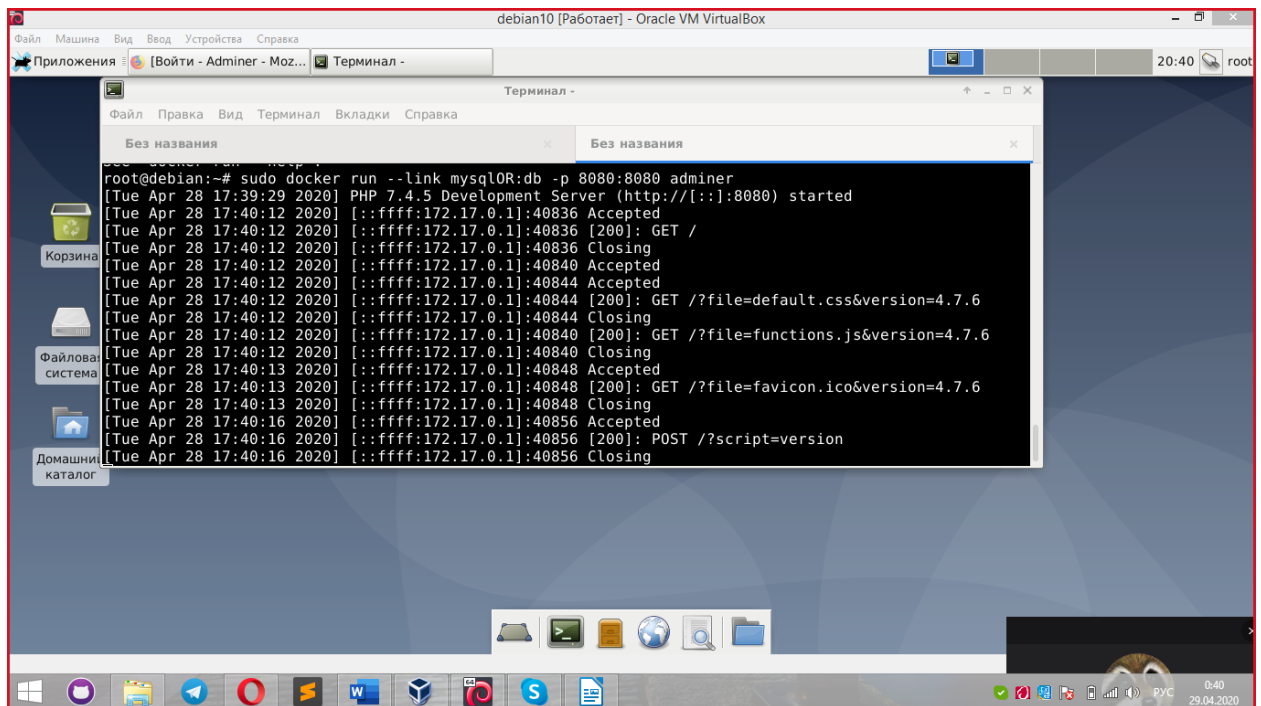 debian10 [Работает] - Oracle VM VirtualBox
Файл Машина Вид Ввод Устройства Справка
Приложения [Войти - Adminer - Moz... Терминал - 20:40 root
Терминал -
Файл Правка Вид Терминал Вкладки Справка
Без названия Без названия
root@debian:~# sudo docker run --link mysqlOR:db -p 8080:8080 adminer
[Tue Apr 28 17:39:29 2020] PHP 7.4.5 Development Server (http://[::]:8080) started
[Tue Apr 28 17:40:12 2020] [::ffff:172.17.0.1]:40836 Accepted
[Tue Apr 28 17:40:12 2020] [::ffff:172.17.0.1]:40836 [200]: GET /
[Tue Apr 28 17:40:12 2020] [::ffff:172.17.0.1]:40836 Closing
[Tue Apr 28 17:40:12 2020] [::ffff:172.17.0.1]:40840 Accepted
[Tue Apr 28 17:40:12 2020] [::ffff:172.17.0.1]:40844 Accepted
[Tue Apr 28 17:40:12 2020] [::ffff:172.17.0.1]:40844 [200]: GET /?file=default.css&version=4.7.6
[Tue Apr 28 17:40:12 2020] [::ffff:172.17.0.1]:40844 Closing
[Tue Apr 28 17:40:12 2020] [::ffff:172.17.0.1]:40840 [200]: GET /?file=functions.js&version=4.7.6
[Tue Apr 28 17:40:12 2020] [::ffff:172.17.0.1]:40840 Closing
[Tue Apr 28 17:40:13 2020] [::ffff:172.17.0.1]:40848 Accepted
[Tue Apr 28 17:40:13 2020] [::ffff:172.17.0.1]:40848 [200]: GET /?file=favicon.ico&version=4.7.6
[Tue Apr 28 17:40:13 2020] [::ffff:172.17.0.1]:40848 Closing
[Tue Apr 28 17:40:16 2020] [::ffff:172.17.0.1]:40856 Accepted
[Tue Apr 28 17:40:16 2020] [::ffff:172.17.0.1]:40856 [200]: POST /?script=version
[Tue Apr 28 17:40:16 2020] [::ffff:172.17.0.1]:40856 Closing
Корзина
Файловая
система
Домашний
каталог
РУС 0:40
29.04.2020